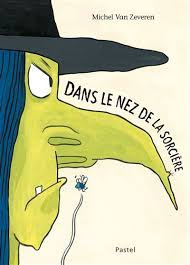 Michel Van Zeveren
DANS LE NEZ DE LA SORCIÈRE
Pastel